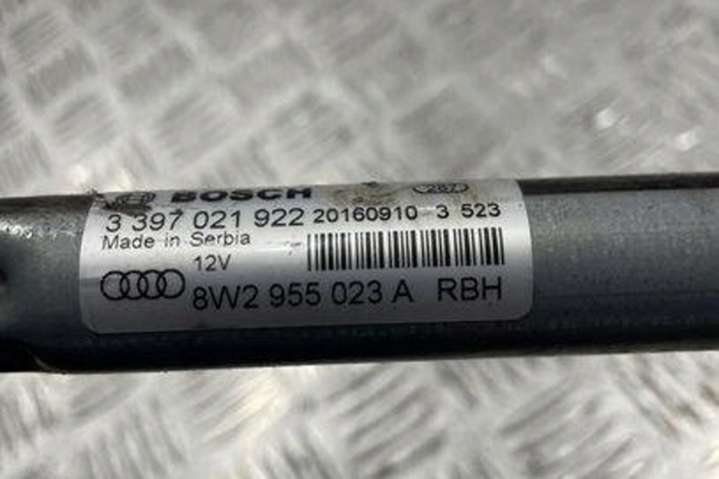 BOSCH
3 397 021 922 20160910 3 523
Made in Serbia
12V
8W2 955 023 A RBH